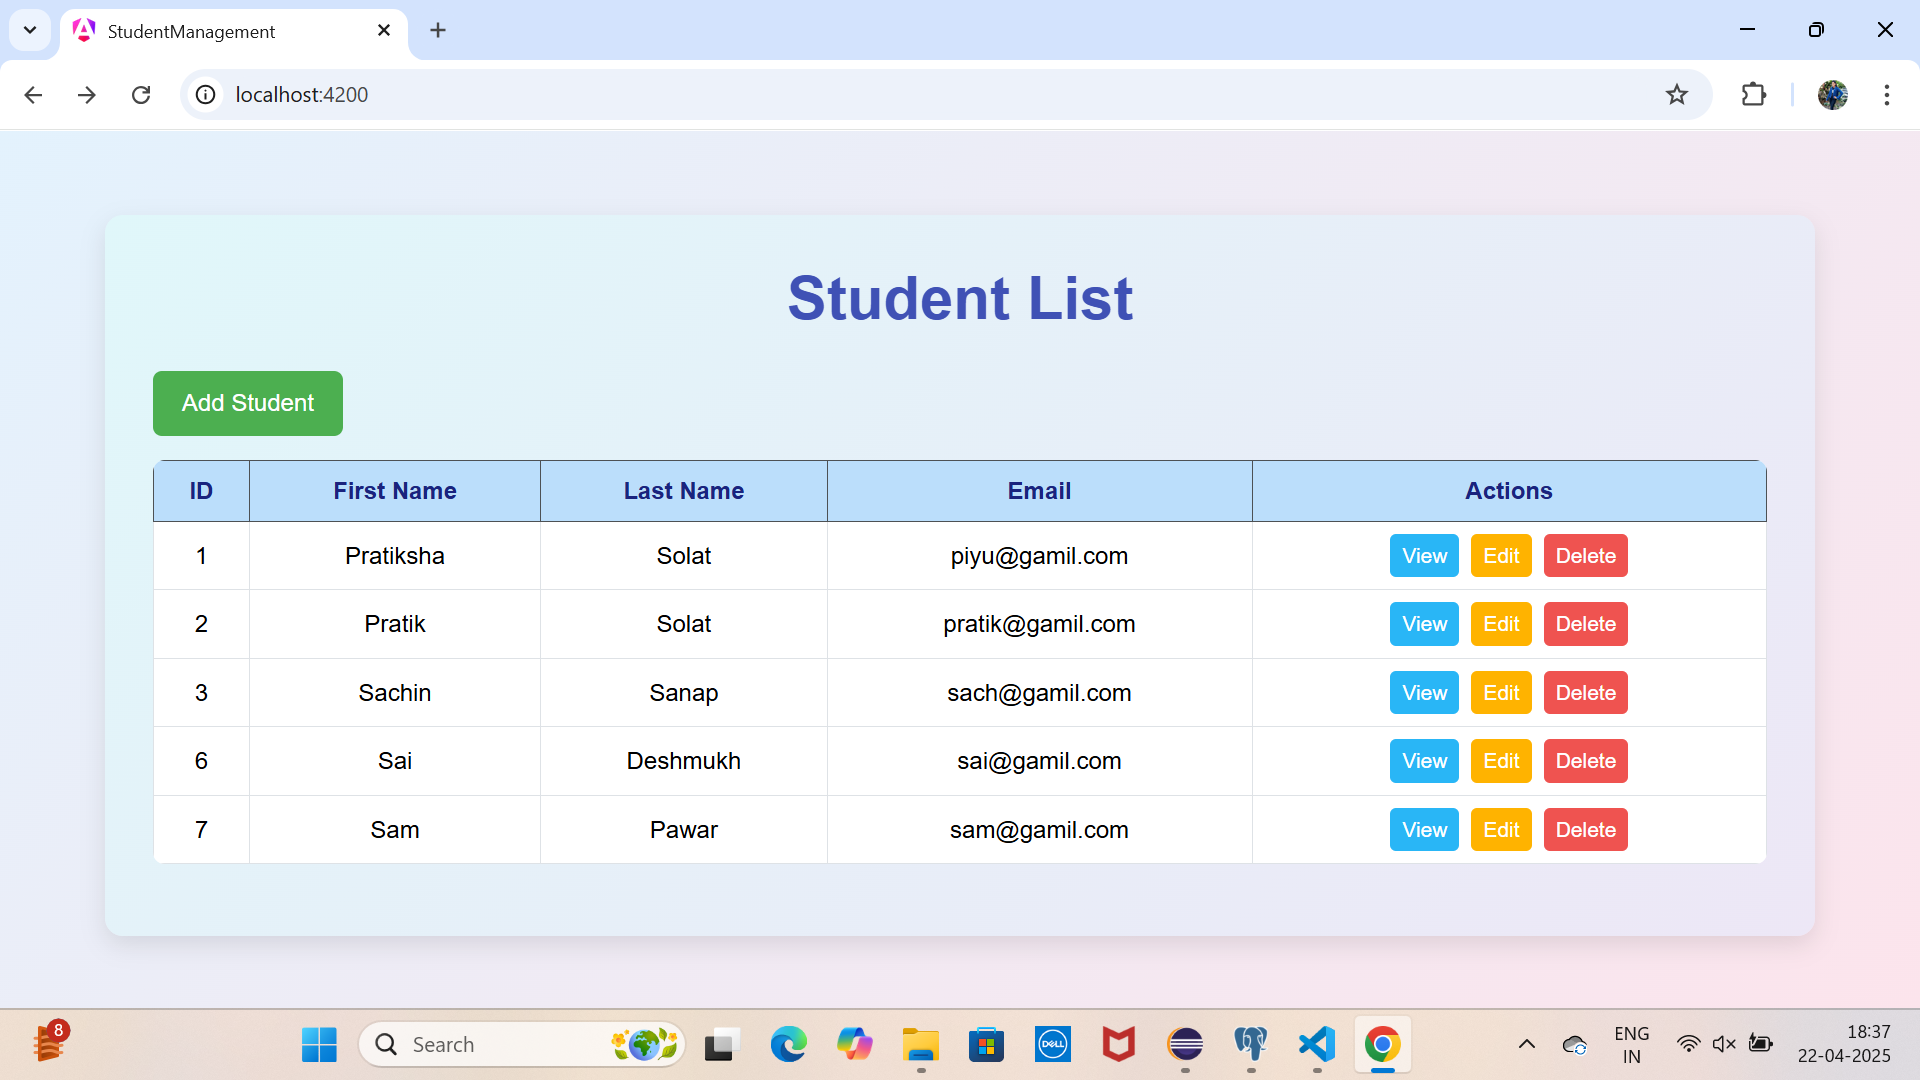 StudentManagement
localhost:4200
Student List
Add Student
ID First Name Last Name Email Actions
1 Pratiksha Solat piyu@gamil.com View Edit Delete
2 Pratik Solat pratik@gamil.com View Edit Delete
3 Sachin Sanap sach@gamil.com View Edit Delete
6 Sai Deshmukh sai@gamil.com View Edit Delete
7 Sam Pawar sam@gamil.com View Edit Delete
8
Search
DELL
ENG
IN
18:37
22-04-2025